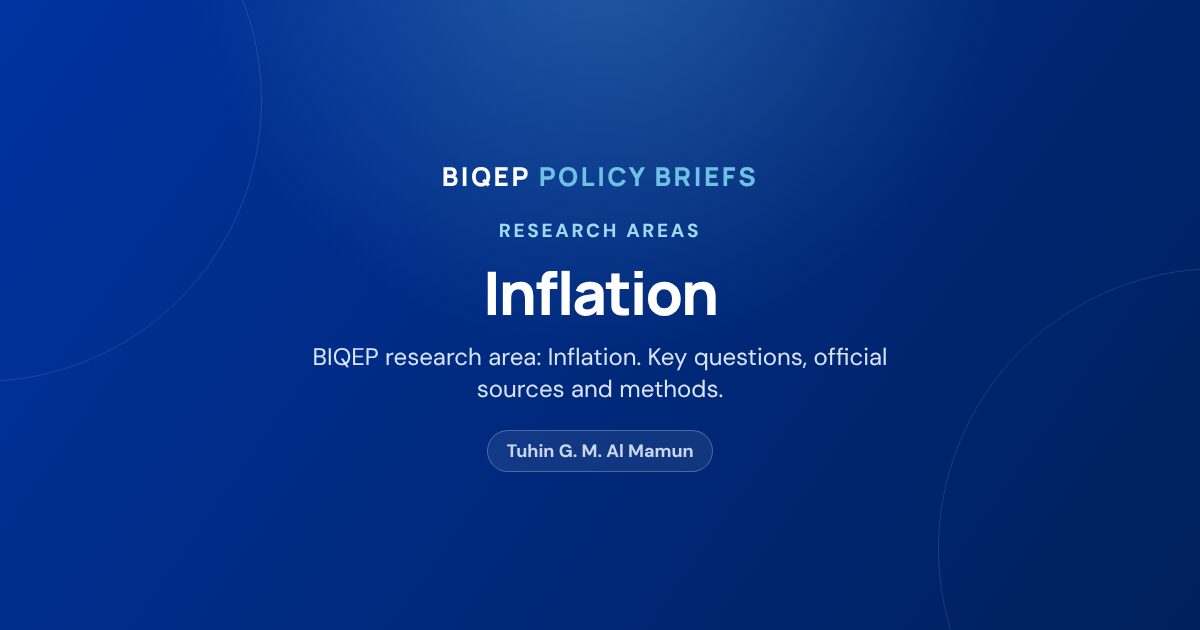 BIQEP POLICY BRIEFS
RESEARCH AREAS
Inflation
BIQEP research area: Inflation. Key questions, official
sources and methods.
Tuhin G. M. Al Mamun